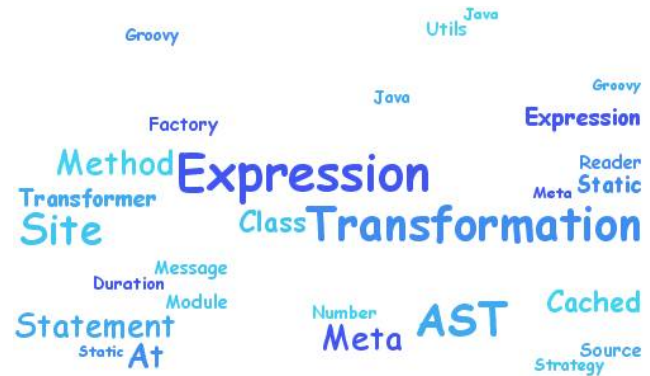 Java
Utils
Groovy
Groovy
Java
Expression
Factory
Method
Expression
Reader
Static
Meta
Transformer
Site
Class
Transformation
Message
Duration
Module
Cached
Number
AST
Statement
Meta
Static
At
Source
Strategy